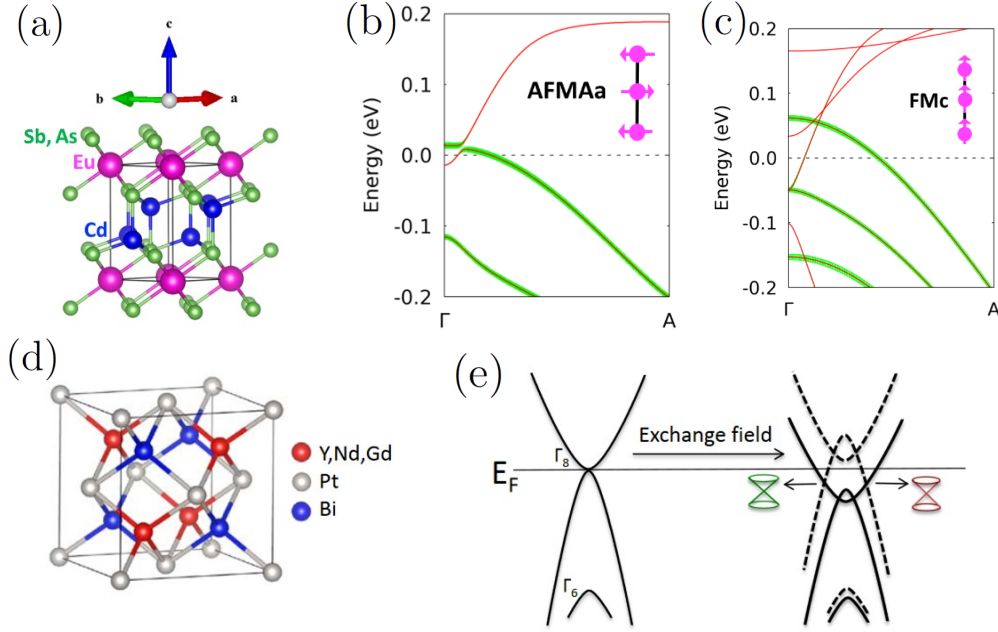 (a)
c
b
a
Sb, As
Eu
Cd
(b)
Energy (eV)
0.2
0.1
0.0
-0.1
-0.2
Γ
A
AFMAa
(c)
Energy (eV)
0.2
0.1
0.0
-0.1
0.2
Γ
A
FMc
(d)
Y,Nd,Gd
Pt
Bi
(e)
Exchange field
Γ8
EF
Γ6